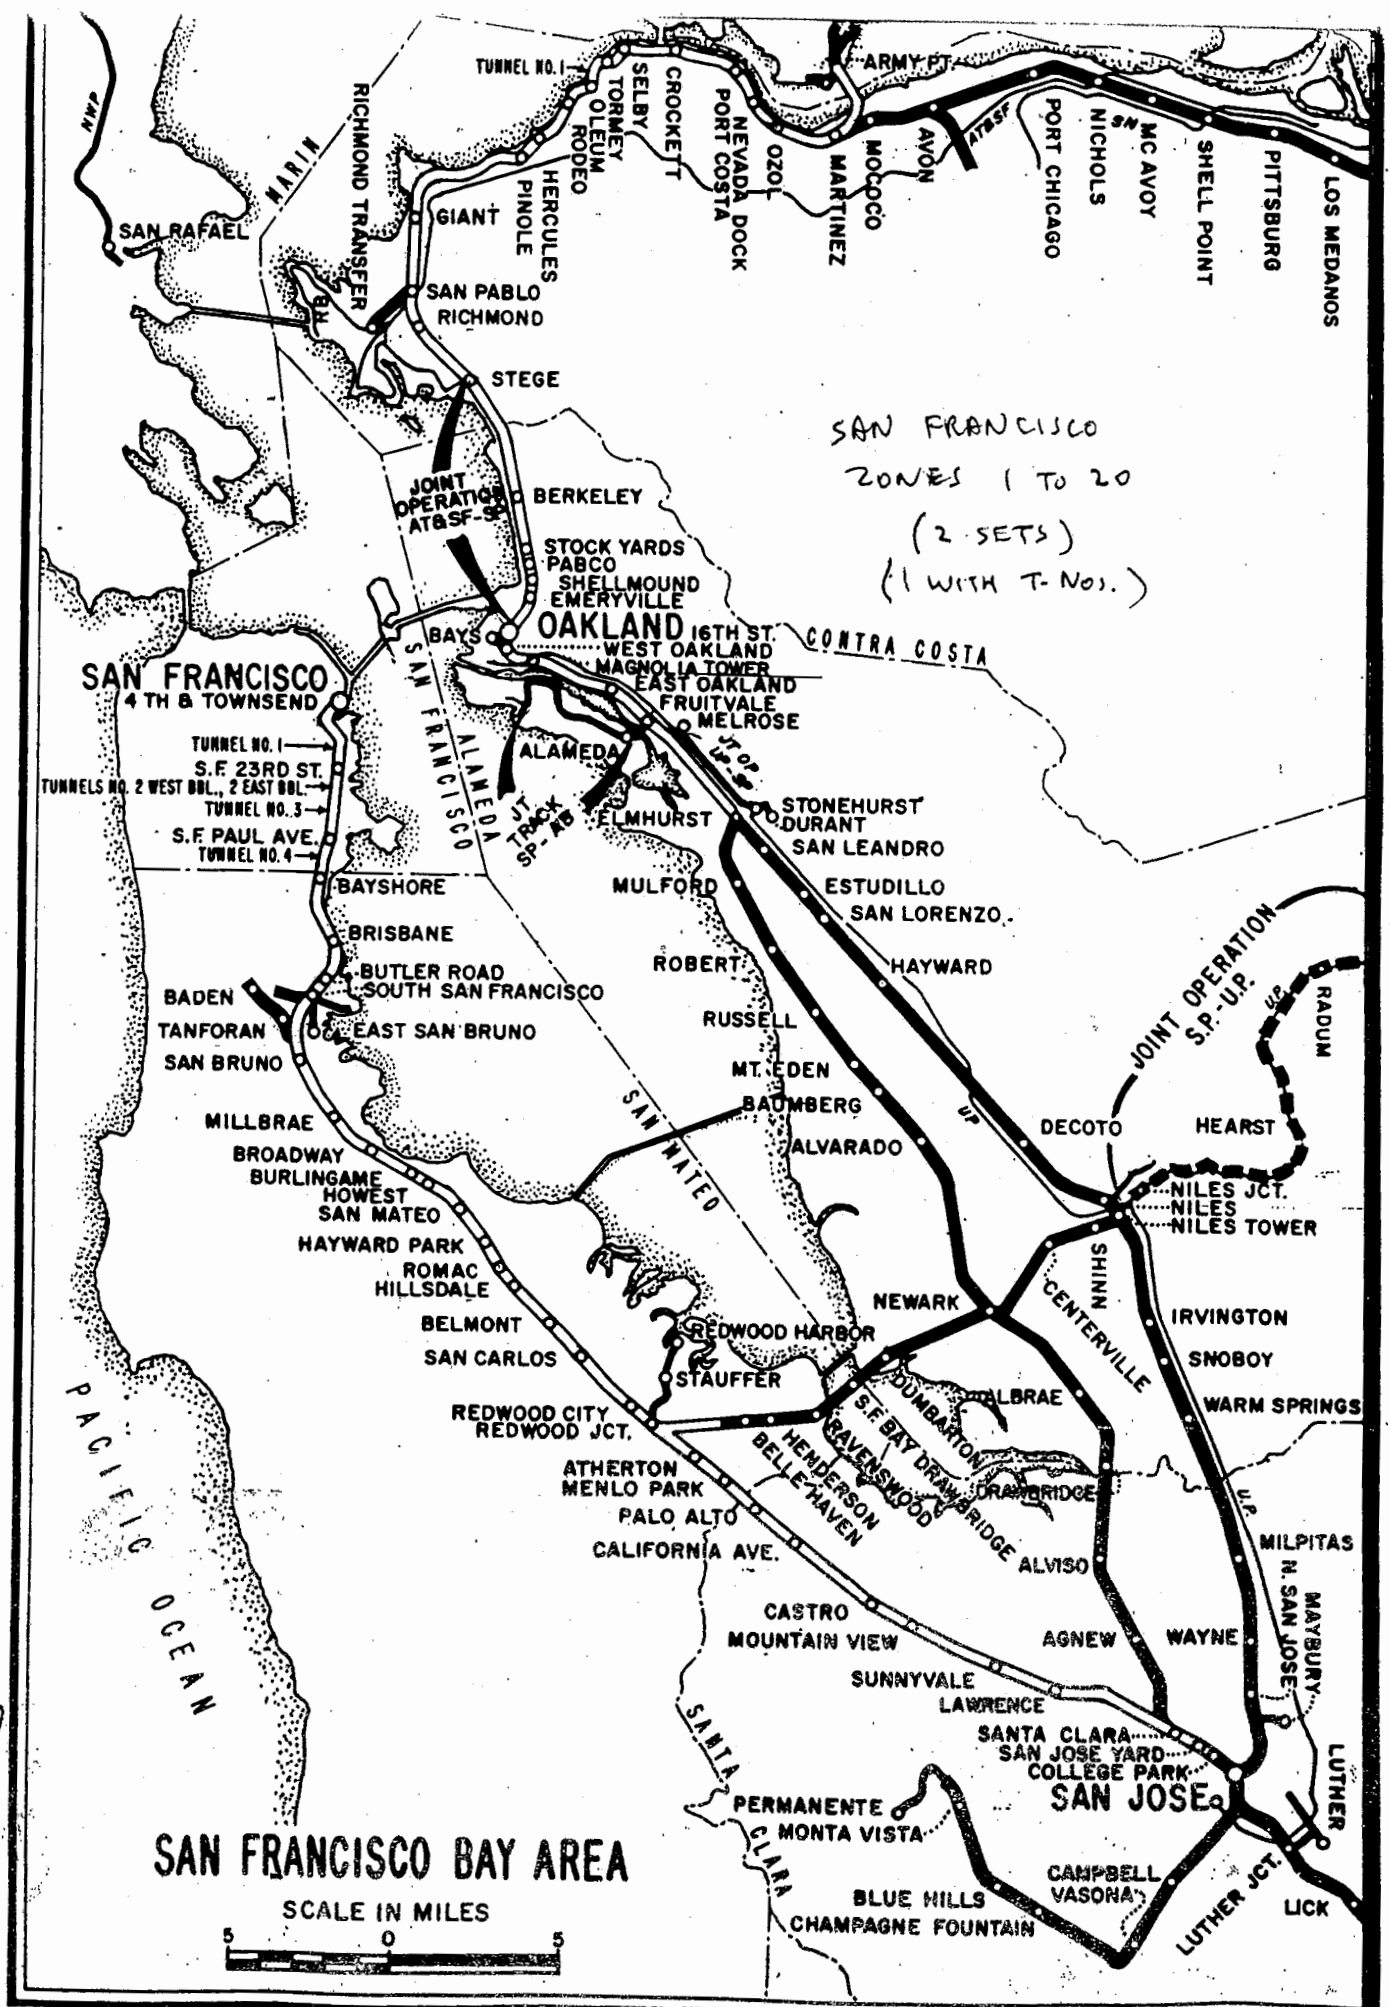 NWP
MARIN
SAN RAFAEL
RICHMOND TRANSFER
TUNNEL NO. 1
TORMEY
OLEUM
RODEO
SELBY
CROCKETT
PORT COSTA
NEVADA DOCK
OZOL
ARMY PT.
MARTINEZ
MOCOCO
AVON
AT&SF
PORT CHICAGO
NICHOLS
SN
MC AVOY
SHELL POINT
PITTSBURG
LOS MEDANOS
HERCULES
PINOLE
GIANT
SAN PABLO
RICHMOND
STEGE
SAN FRANCISCO
ZONES 1 TO 20
(2 SETS)
(1 WITH T-NOS.)
JOINT
OPERATION
AT&SF-SP
BERKELEY
STOCK YARDS
PABCO
SHELLMOUND
EMERYVILLE
OAKLAND 16TH ST.
BAYS
WEST OAKLAND
MAGNOLIA TOWER
EAST OAKLAND
FRUITVALE
MELROSE
CONTRA COSTA
SAN FRANCISCO
4TH & TOWNSEND
TUNNEL NO. 1
S.F. 23RD ST.
TUNNELS NO. 2 WEST BBL., 2 EAST BBL.
TUNNEL NO. 3
S.F. PAUL AVE.
TUNNEL NO. 4
SAN FRANCISCO
ALAMEDA
ALAMEDA
JT OP
UP-SP
JT
TRACK
SP-AB
STONEHURST
DURANT
ELMHURST
SAN LEANDRO
BAYSHORE
MULFORD
ESTUDILLO
SAN LORENZO
BRISBANE
BUTLER ROAD
SOUTH SAN FRANCISCO
BADEN
TANFORAN
EAST SAN BRUNO
SAN BRUNO
ROBERT
HAYWARD
RUSSELL
MT. EDEN
BAUMBERG
ALVARADO
JOINT OPERATION
S.P.-U.P.
U.P.
RADUM
UP
DECOTO
HEARST
MILLBRAE
BROADWAY
BURLINGAME
HOWEST
SAN MATEO
SAN MATEO
HAYWARD PARK
ROMAC
HILLSDALE
BELMONT
SAN CARLOS
NILES JCT.
NILES
NILES TOWER
SHINN
CENTERVILLE
NEWARK
IRVINGTON
SNOBOY
WARM SPRINGS
REDWOOD HARBOR
STAUFFER
REDWOOD CITY
REDWOOD JCT.
ALBRAE
DUMBARTON
S.F. BAY DRAWBRIDGE
RAVENSWOOD
HENDERSON
BELLE HAVEN
DRAWBRIDGE
ATHERTON
MENLO PARK
PALO ALTO
CALIFORNIA AVE.
U.P.
MILPITAS
ALVISO
PACIFIC OCEAN
CASTRO
MOUNTAIN VIEW
AGNEW
WAYNE
N. SAN JOSE
MAYBURY
SUNNYVALE
LAWRENCE
SANTA CLARA
SAN JOSE YARD
COLLEGE PARK
SAN JOSE
LUTHER
SANTA CLARA
PERMANENTE
MONTA VISTA
CAMPBELL
VASONA
BLUE HILLS
CHAMPAGNE FOUNTAIN
LUTHER JCT.
LICK
SAN FRANCISCO BAY AREA
SCALE IN MILES
5 0 5